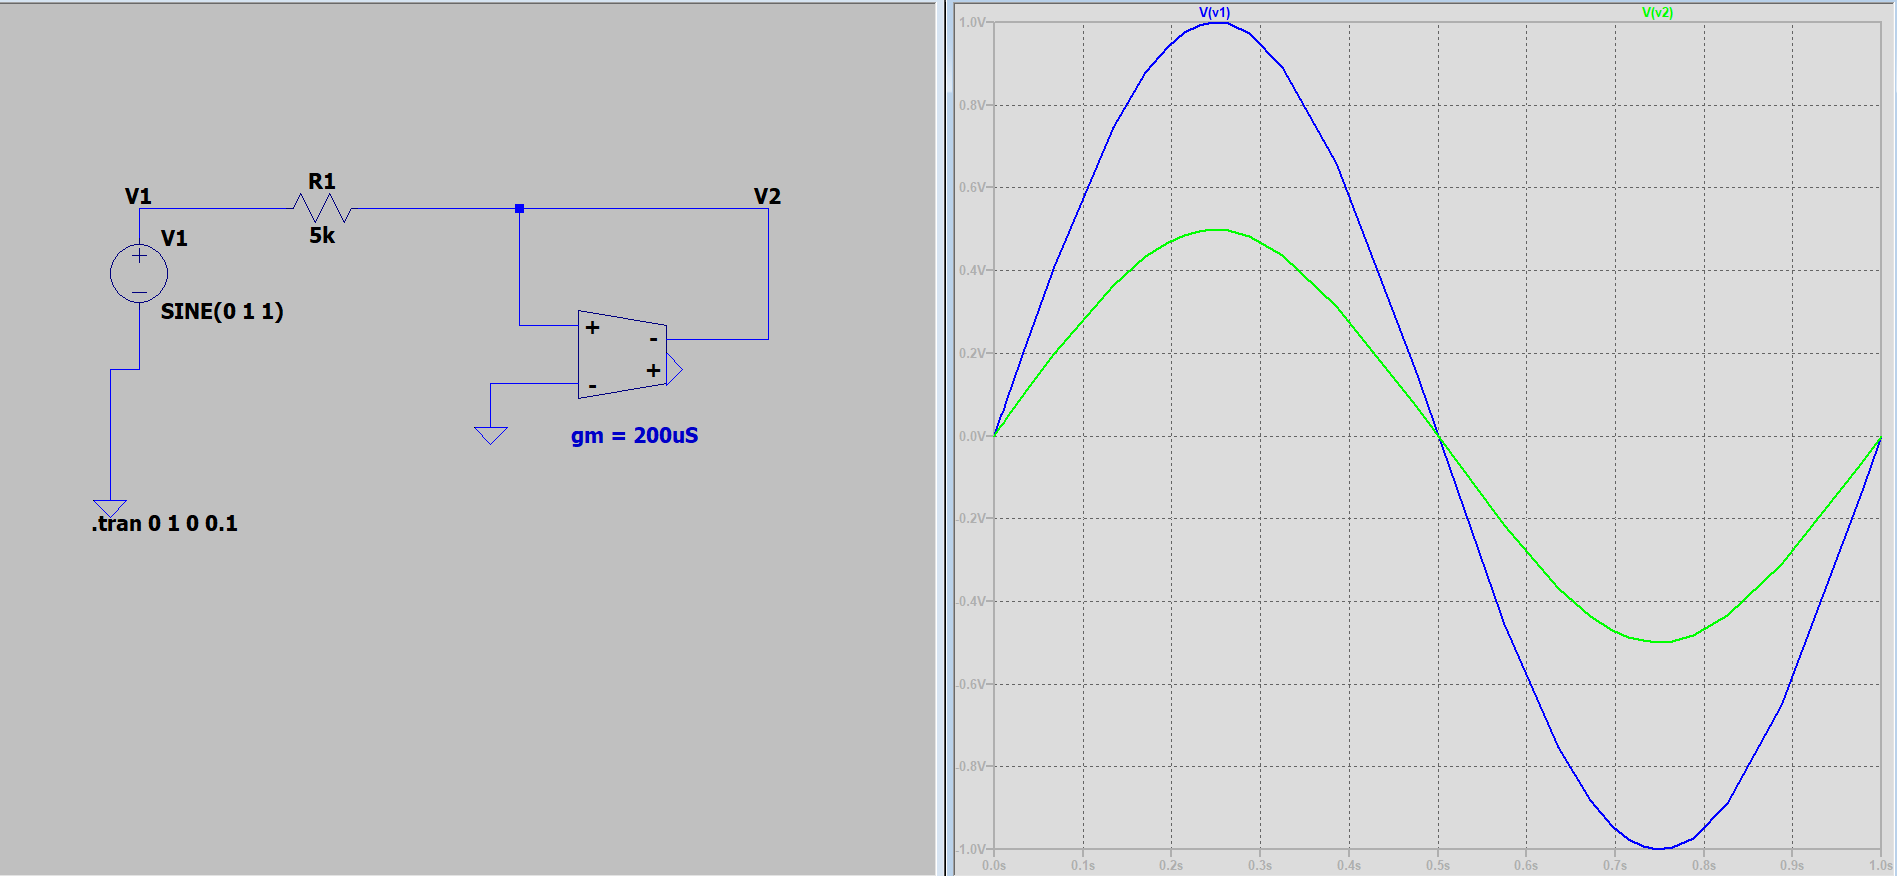 V1
R1
5k
V1
SINE(0 1 1)
V2
+
-
-
+
gm = 200uS
.tran 0 1 0 0.1
V(v1)
V(v2)
1.0V
0.8V
0.6V
0.4V
0.2V
0.0V
-0.2V
-0.4V
-0.6V
-0.8V
-1.0V
0.0s 0.1s 0.2s 0.3s 0.4s 0.5s 0.6s 0.7s 0.8s 0.9s 1.0s